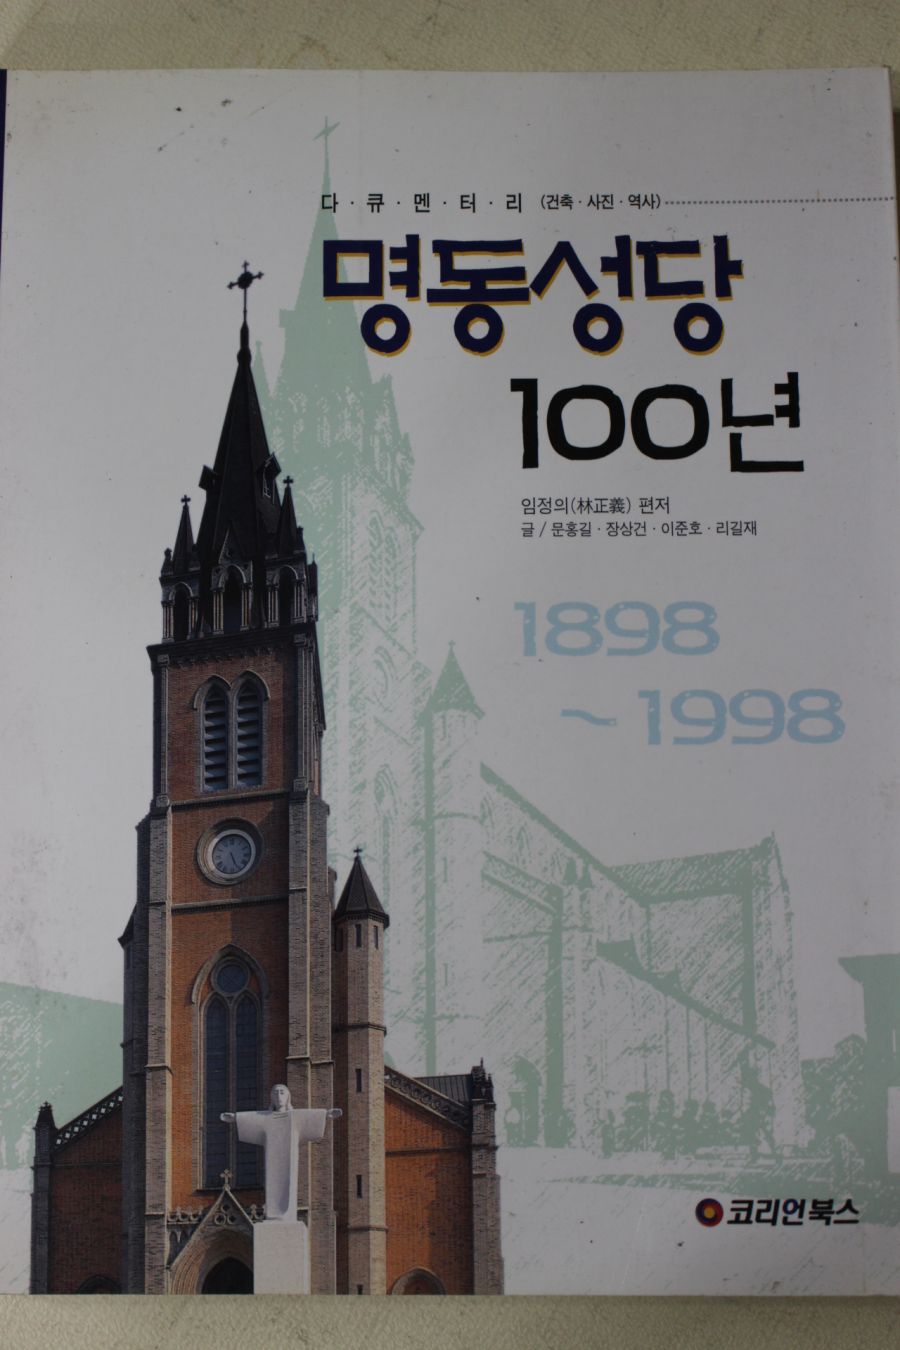 다·큐·멘·터·리 (건축·사진·역사)
명동성당
100년
임정의(林正義) 편저
글 / 문홍길·장상건·이준호·리길재
1898
~1998
코리언북스